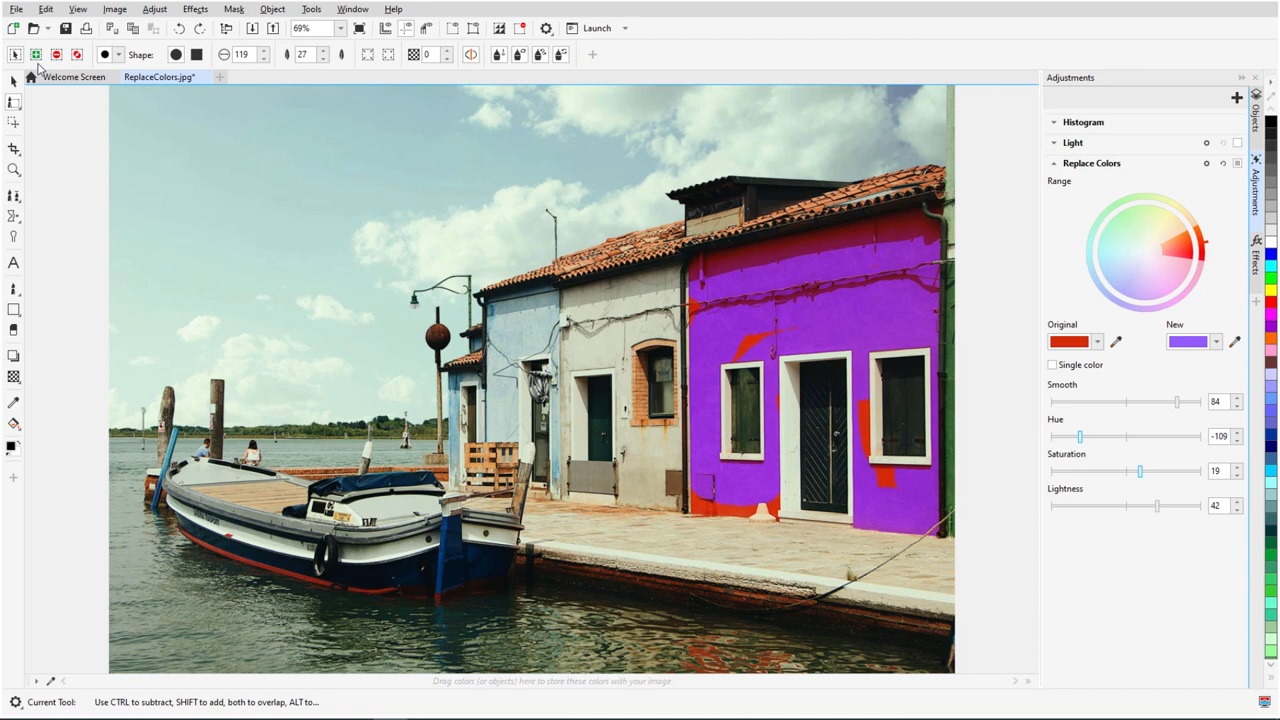 File Edit View Image Adjust Effects Mask Object Tools Window Help
69% Launch
Shape: 119 27 0
Welcome Screen ReplaceColors.jpg*
Adjustments
Histogram
Light
Replace Colors
Range
Original New
Single color
Smooth
84
Hue
-109
Saturation
19
Lightness
42
Objects
Adjustments
Effects
Drag colors (or objects) here to store these colors with your image
Current Tool: Use CTRL to subtract, SHIFT to add, both to overlap, ALT to...